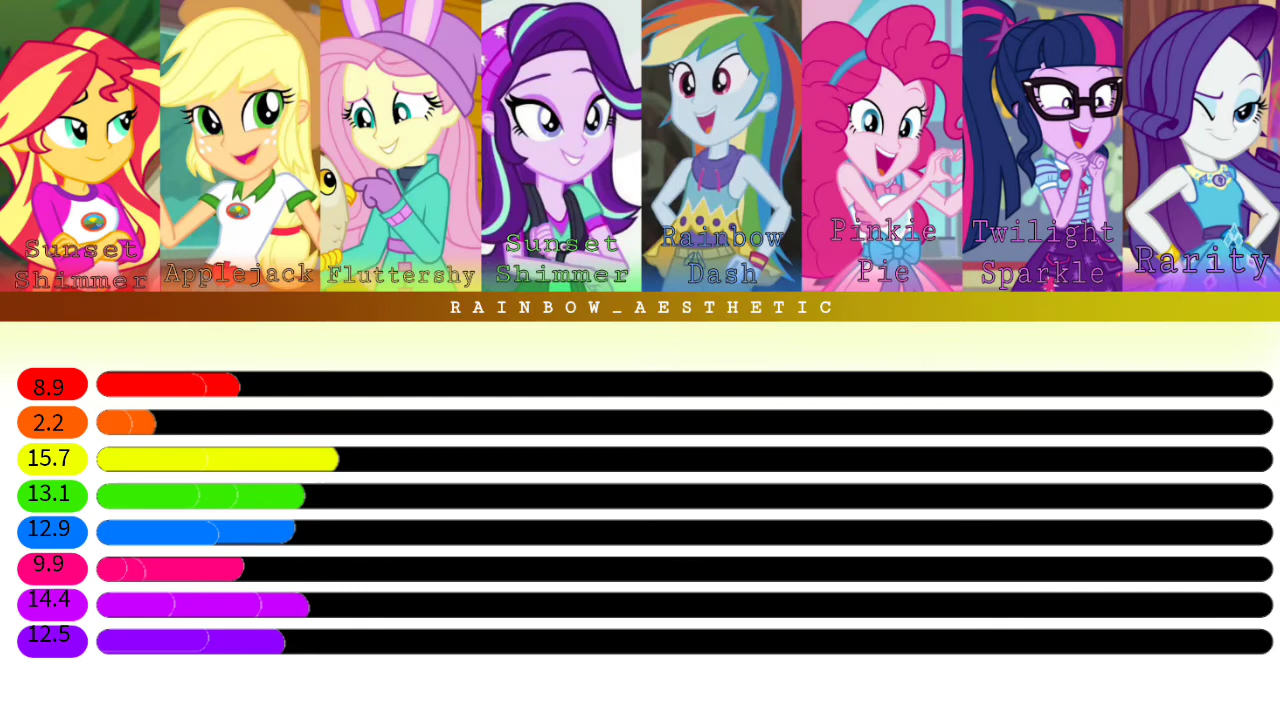 Sunset
Shimmer
Applejack
Fluttershy
Sunset
Shimmer
Rainbow
Dash
Pinkie
Pie
Twilight
Sparkle
Rarity
RAINBOW_AESTHETIC
8.9
2.2
15.7
13.1
12.9
9.9
14.4
12.5